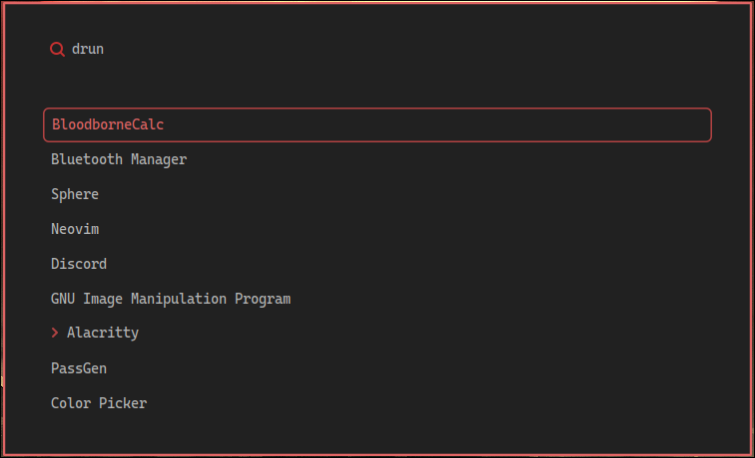 drun
BloodborneCalc
Bluetooth Manager
Sphere
Neovim
Discord
GNU Image Manipulation Program
Alacritty
PassGen
Color Picker